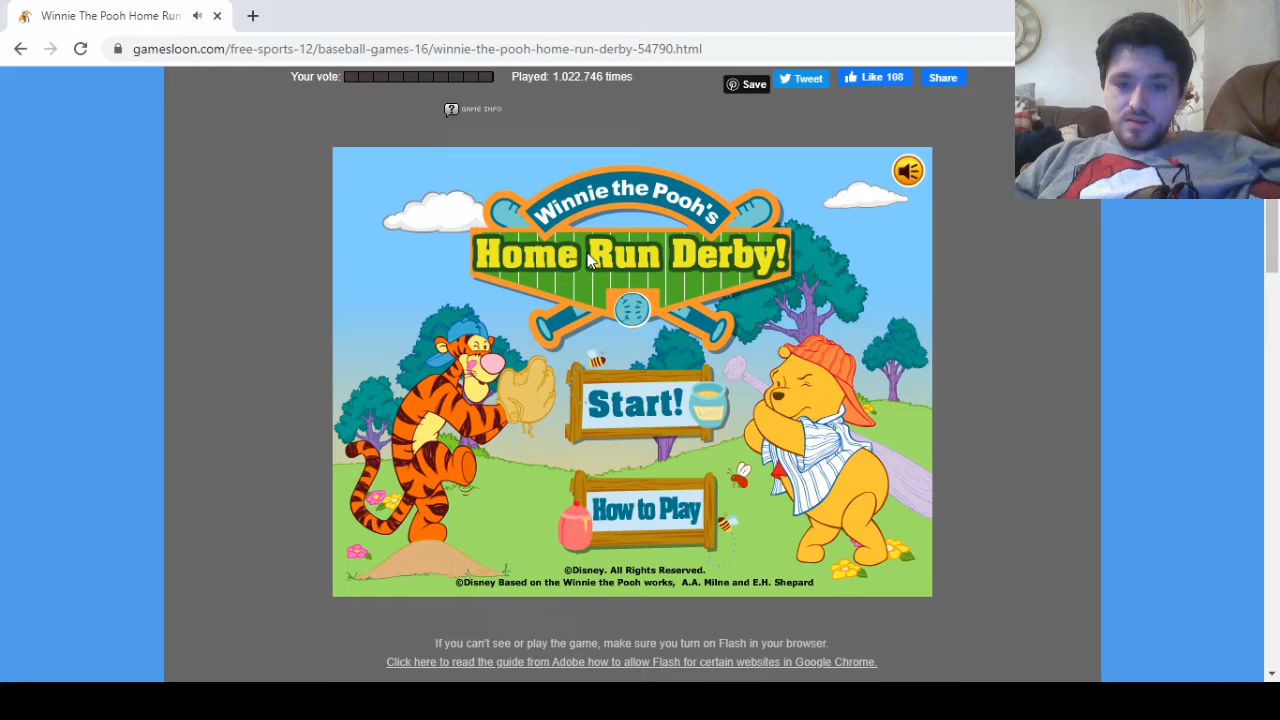 Winnie The Pooh Home Run
gamesloon.com/free-sports-12/baseball-games-16/winnie-the-pooh-home-run-derby-54790.html
Your vote: Played: 1.022.746 times
Save Tweet Like 108 Share
? GAME INFO
Winnie the Pooh's
Home Run Derby!
Start!
How to Play
©Disney. All Rights Reserved.
©Disney Based on the Winnie the Pooh works, A.A. Milne and E.H. Shepard
If you can't see or play the game, make sure you turn on Flash in your browser.
Click here to read the guide from Adobe how to allow Flash for certain websites in Google Chrome.